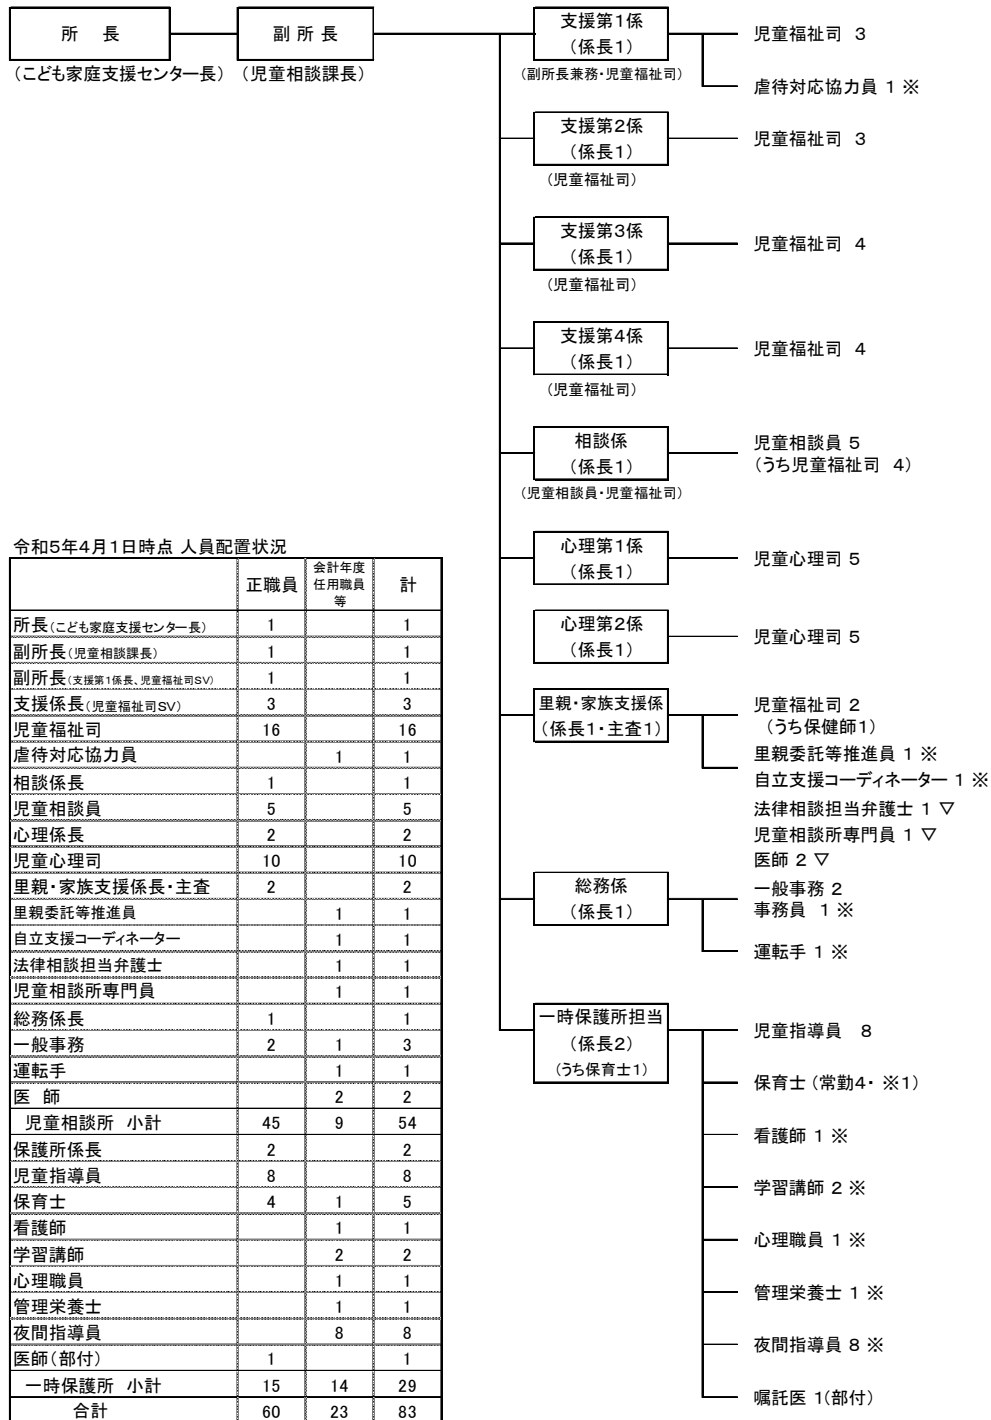 所　長
(こども家庭支援センター長)
副所長
(児童相談課長)
支援第1係
(係長1)
(副所長兼務・児童福祉司)
児童福祉司　3
虐待対応協力員 1 ※
支援第2係
(係長1)
(児童福祉司)
児童福祉司　3
支援第3係
(係長1)
(児童福祉司)
児童福祉司　4
支援第4係
(係長1)
(児童福祉司)
児童福祉司　4
相談係
(係長1)
(児童相談員・児童福祉司)
児童相談員 5
(うち児童福祉司　4)
心理第1係
(係長1)
児童心理司 5
心理第2係
(係長1)
児童心理司 5
里親・家族支援係
(係長1・主査1)
児童福祉司 2
(うち保健師1)
里親委託等推進員 1 ※
自立支援コーディネーター 1 ※
法律相談担当弁護士 1 ▽
児童相談所専門員 1 ▽
医師 2 ▽
総務係
(係長1)
一般事務 2
事務員　1 ※
運転手 1 ※
一時保護所担当
(係長2)
(うち保育士1)
児童指導員　8
保育士 (常勤4・ ※1)
看護師 1 ※
学習講師 2 ※
心理職員 1 ※
管理栄養士 1 ※
夜間指導員 8 ※
嘱託医 1(部付)
令和5年4月1日時点 人員配置状況
正職員 会計年度任用職員等 計
所長(こども家庭支援センター長) 1 1
副所長(児童相談課長) 1 1
副所長(支援第1係長、児童福祉司SV) 1 1
支援係長(児童福祉司SV) 3 3
児童福祉司 16 16
虐待対応協力員 1 1
相談係長 1 1
児童相談員 5 5
心理係長 2 2
児童心理司 10 10
里親・家族支援係長・主査 2 2
里親委託等推進員 1 1
自立支援コーディネーター 1 1
法律相談担当弁護士 1 1
児童相談所専門員 1 1
総務係長 1 1
一般事務 2 1 3
運転手 1 1
医　師 2 2
児童相談所　小計 45 9 54
保護所係長 2 2
児童指導員 8 8
保育士 4 1 5
看護師 1 1
学習講師 2 2
心理職員 1 1
管理栄養士 1 1
夜間指導員 8 8
医師(部付) 1 1
一時保護所　小計 15 14 29
合計 60 23 83